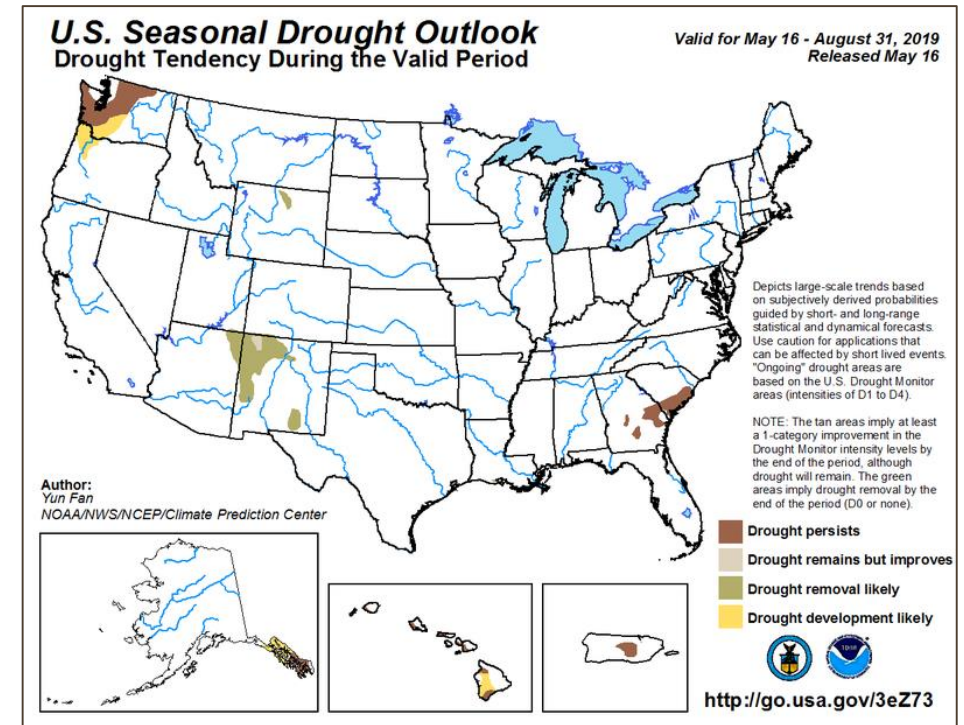 U.S. Seasonal Drought Outlook
Drought Tendency During the Valid Period
Valid for May 16 - August 31, 2019
Released May 16
Depicts large-scale trends based
on subjectively derived probabilities
guided by short- and long-range
statistical and dynamical forecasts.
Use caution for applications that
can be affected by short lived events.
"Ongoing" drought areas are
based on the U.S. Drought Monitor
areas (intensities of D1 to D4).
NOTE: The tan areas imply at least
a 1-category improvement in the
Drought Monitor intensity levels by
the end of the period, although
drought will remain. The green
areas imply drought removal by the
end of the period (D0 or none).
Author:
Yun Fan
NOAA/NWS/NCEP/Climate Prediction Center
Drought persists
Drought remains but improves
Drought removal likely
Drought development likely
http://go.usa.gov/3eZ73